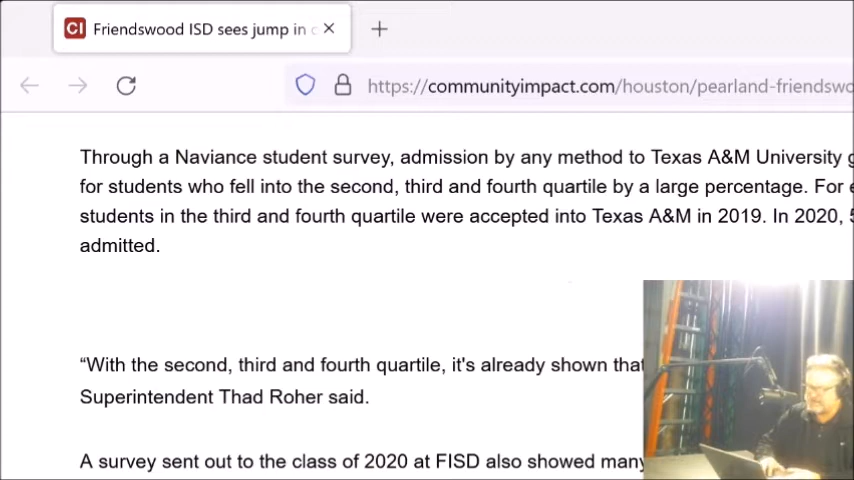 CI Friendswood ISD sees jump in
https://communityimpact.com/houston/pearland-friendswo
Through a Naviance student survey, admission by any method to Texas A&M University
for students who fell into the second, third and fourth quartile by a large percentage. For
students in the third and fourth quartile were accepted into Texas A&M in 2019. In 2020,
admitted.
“With the second, third and fourth quartile, it's already shown that
Superintendent Thad Roher said.
A survey sent out to the class of 2020 at FISD also showed many